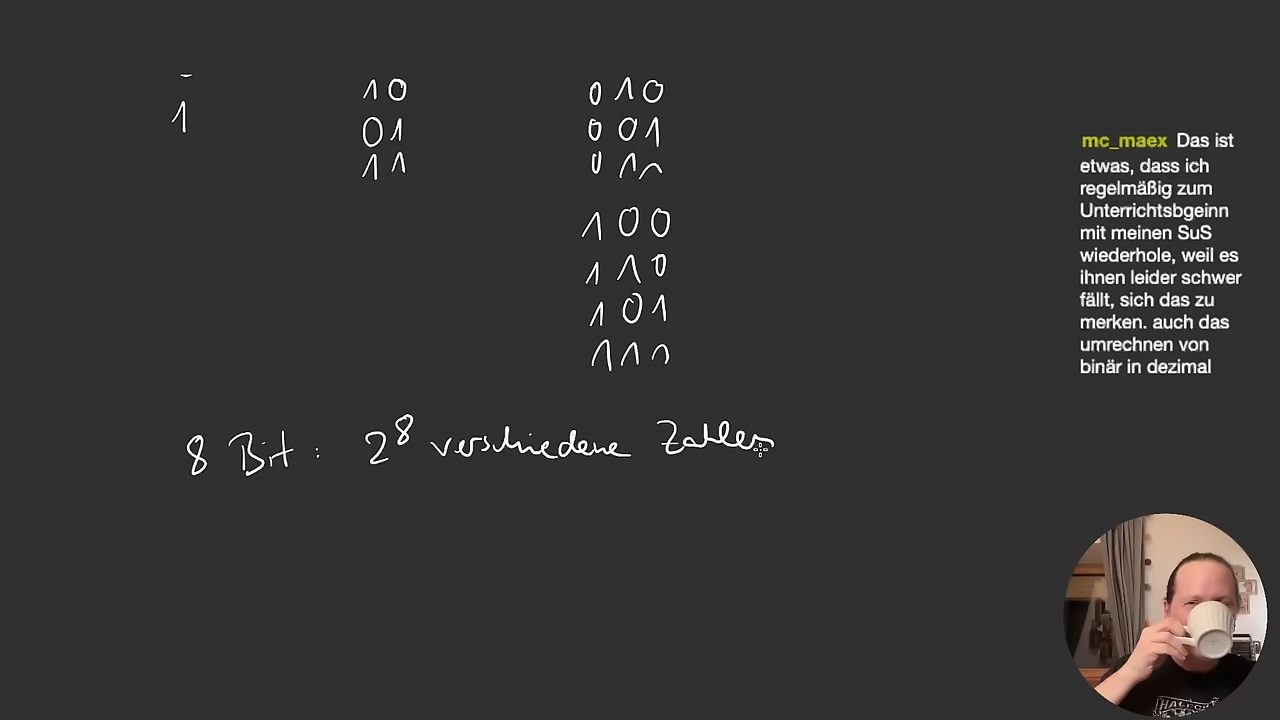 1
10
01
11
010
001
011
100
110
101
111
8 Bit: 2⁸ verschiedene Zahlen
mc_maex Das ist
etwas, dass ich
regelmäßig zum
Unterrichtsbgeinn
mit meinen SuS
wiederhole, weil es
ihnen leider schwer
fällt, sich das zu
merken. auch das
umrechnen von
binär in dezimal